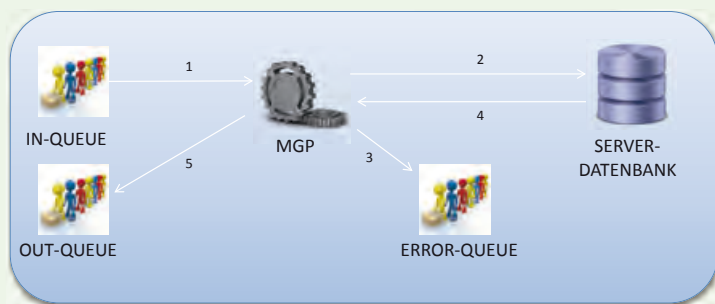 1
2
IN-QUEUE
MGP
4
SERVER-
DATENBANK
5
3
OUT-QUEUE
ERROR-QUEUE